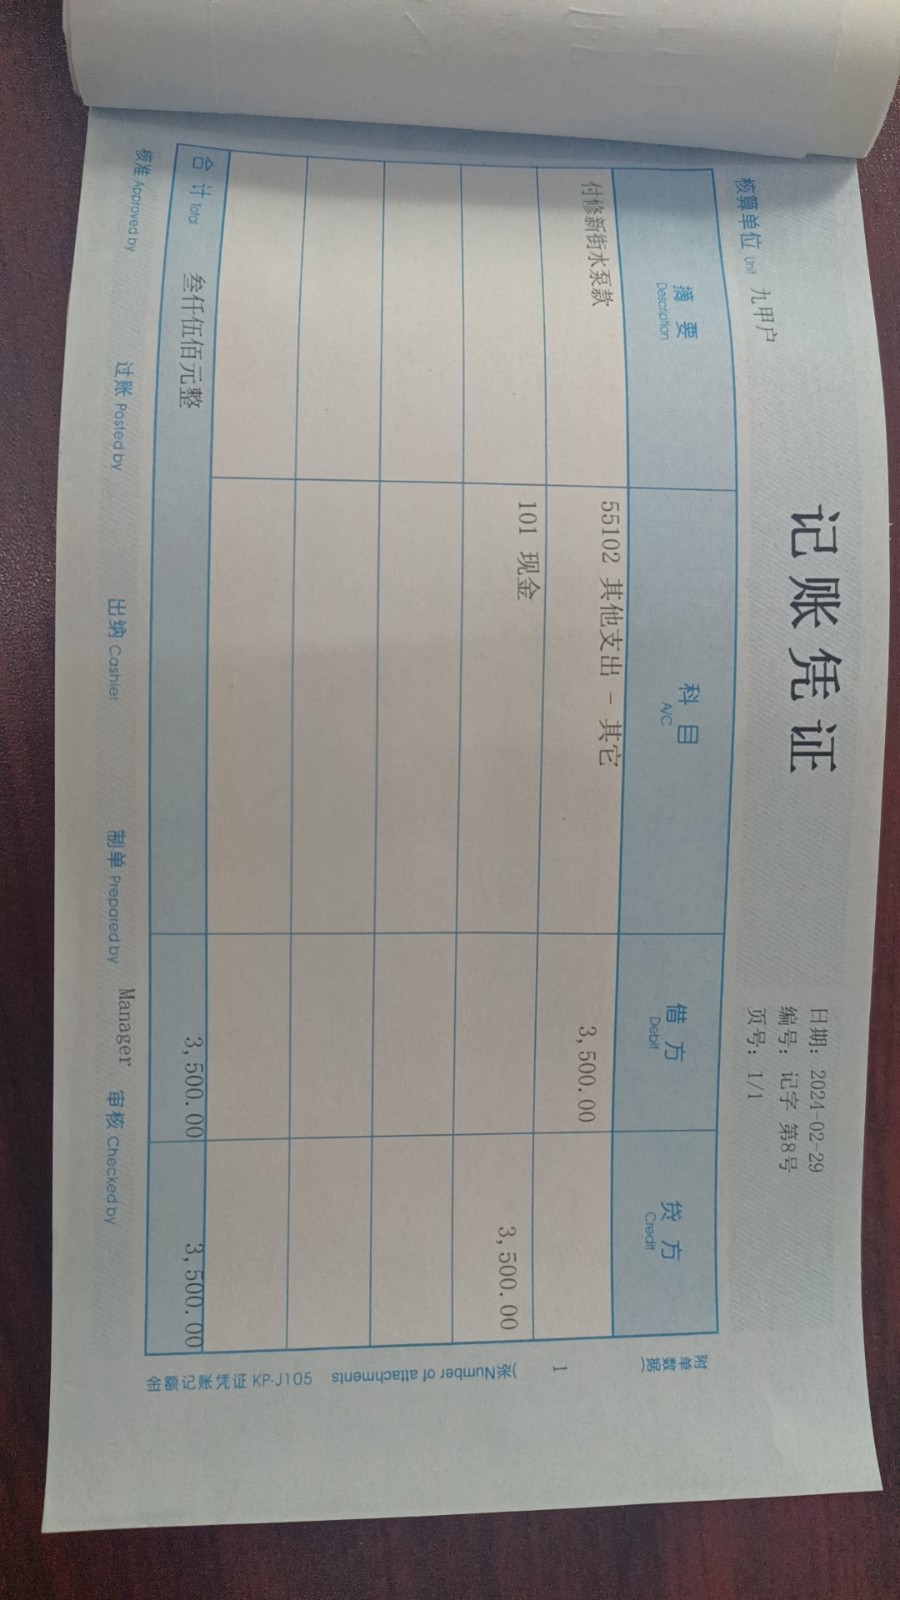 记账凭证
日期: 2024-02-29
编号: 记字 第8号
页号: 1/1
核算单位 Unit 九甲户
摘要 Description 科目 A/C 借方 Debit 贷方 Credit
付修新街水泵款 55102 其他支出 - 其它 3,500.00
101 现金 3,500.00
合计 Total 叁仟伍佰元整 3,500.00 3,500.00
附单数据( 1 )张Number of attachments
金额记账凭证 KP-J105
核准 Approved by 过账 Posted by 出纳 Cashier 制单 Prepared by Manager 审核 Checked by